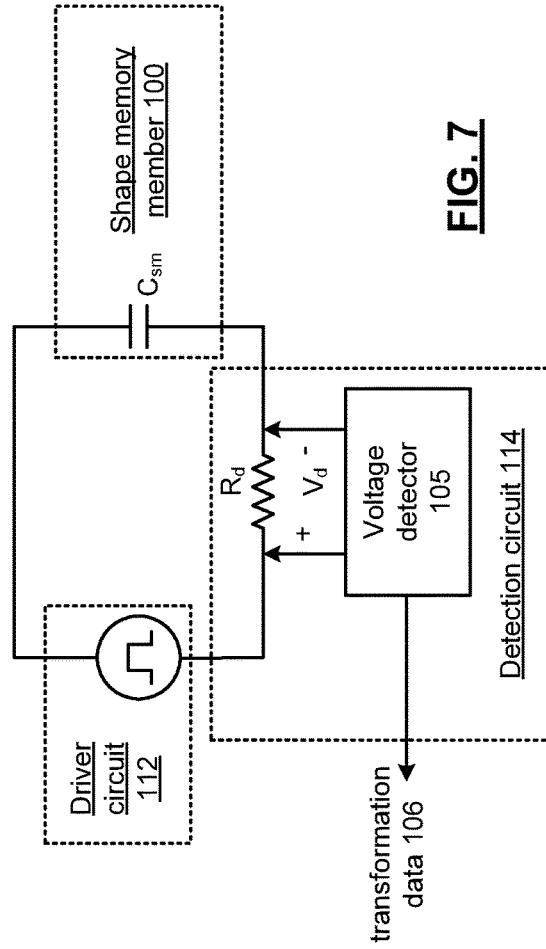 Driver
circuit
112
Shape memory
member 100
C_sm
R_d
+ V_d -
Voltage
detector
105
Detection circuit 114
transformation
data 106
FIG. 7